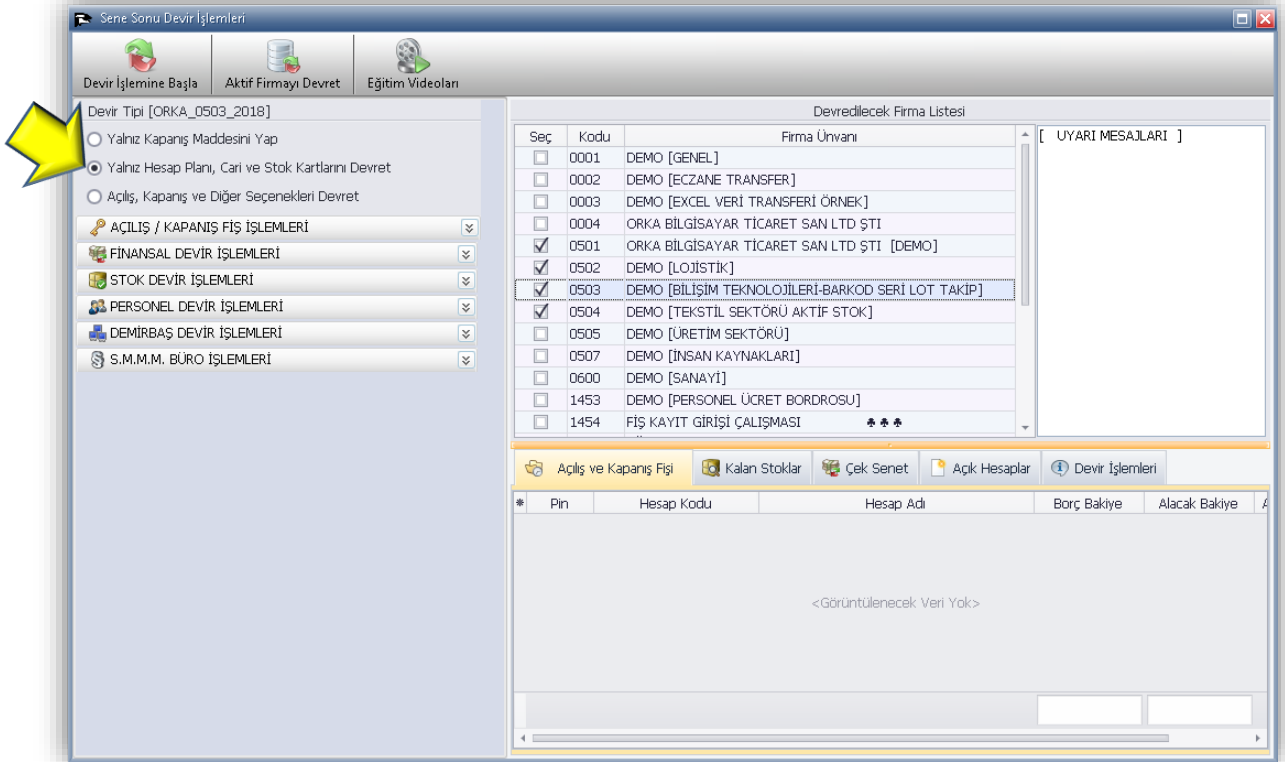 Sene Sonu Devir İşlemleri
Devir İşlemine Başla
Aktif Firmayı Devret
Eğitim Videoları
Devir Tipi [ORKA_0503_2018]
Yalnız Kapanış Maddesini Yap
Yalnız Hesap Planı, Cari ve Stok Kartlarını Devret
Açılış, Kapanış ve Diğer Seçenekleri Devret
AÇILIŞ / KAPANIŞ FİŞ İŞLEMLERİ
FİNANSAL DEVİR İŞLEMLERİ
STOK DEVİR İŞLEMLERİ
PERSONEL DEVİR İŞLEMLERİ
DEMİRBAŞ DEVİR İŞLEMLERİ
S.M.M.M. BÜRO İŞLEMLERİ
Devredilecek Firma Listesi
Seç Kodu Firma Ünvanı
0001 DEMO [GENEL]
0002 DEMO [ECZANE TRANSFER]
0003 DEMO [EXCEL VERİ TRANSFERİ ÖRNEK]
0004 ORKA BİLGİSAYAR TİCARET SAN LTD ŞTI
0501 ORKA BİLGİSAYAR TİCARET SAN LTD ŞTI [DEMO]
0502 DEMO [LOJİSTİK]
0503 DEMO [BİLİŞİM TEKNOLOJİLERİ-BARKOD SERİ LOT TAKİP]
0504 DEMO [TEKSTİL SEKTÖRÜ AKTİF STOK]
0505 DEMO [ÜRETİM SEKTÖRÜ]
0507 DEMO [İNSAN KAYNAKLARI]
0600 DEMO [SANAYİ]
1453 DEMO [PERSONEL ÜCRET BORDROSU]
1454 FİŞ KAYIT GİRİŞİ ÇALIŞMASI ♣ ♣ ♣
[ UYARI MESAJLARI ]
Açılış ve Kapanış Fişi
Kalan Stoklar
Çek Senet
Açık Hesaplar
Devir İşlemleri
Pin Hesap Kodu Hesap Adı Borç Bakiye Alacak Bakiye
<Görüntülenecek Veri Yok>